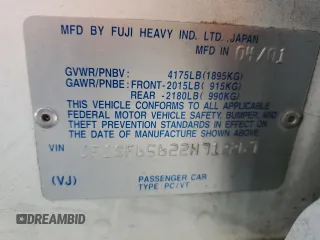 MFD BY FUJI HEAVY IND. LTD. JAPAN
MFD IN 04/01
GVWR/PNBV: 4175LB(1895KG)
GAWR/PNBE: FRONT-2015LB( 915KG)
REAR -2180LB( 990KG)
THIS VEHICLE CONFORMS TO ALL APPLICABLE
FEDERAL MOTOR VEHICLE SAFETY, BUMPER, AND
THEFT PREVENTION STANDARDS IN EFFECT ON THE
DATE OF MANUFACTURE SHOWN ABOVE.
VIN
(VJ)
PASSENGER CAR
TYPE PC/VT
DREAMBID